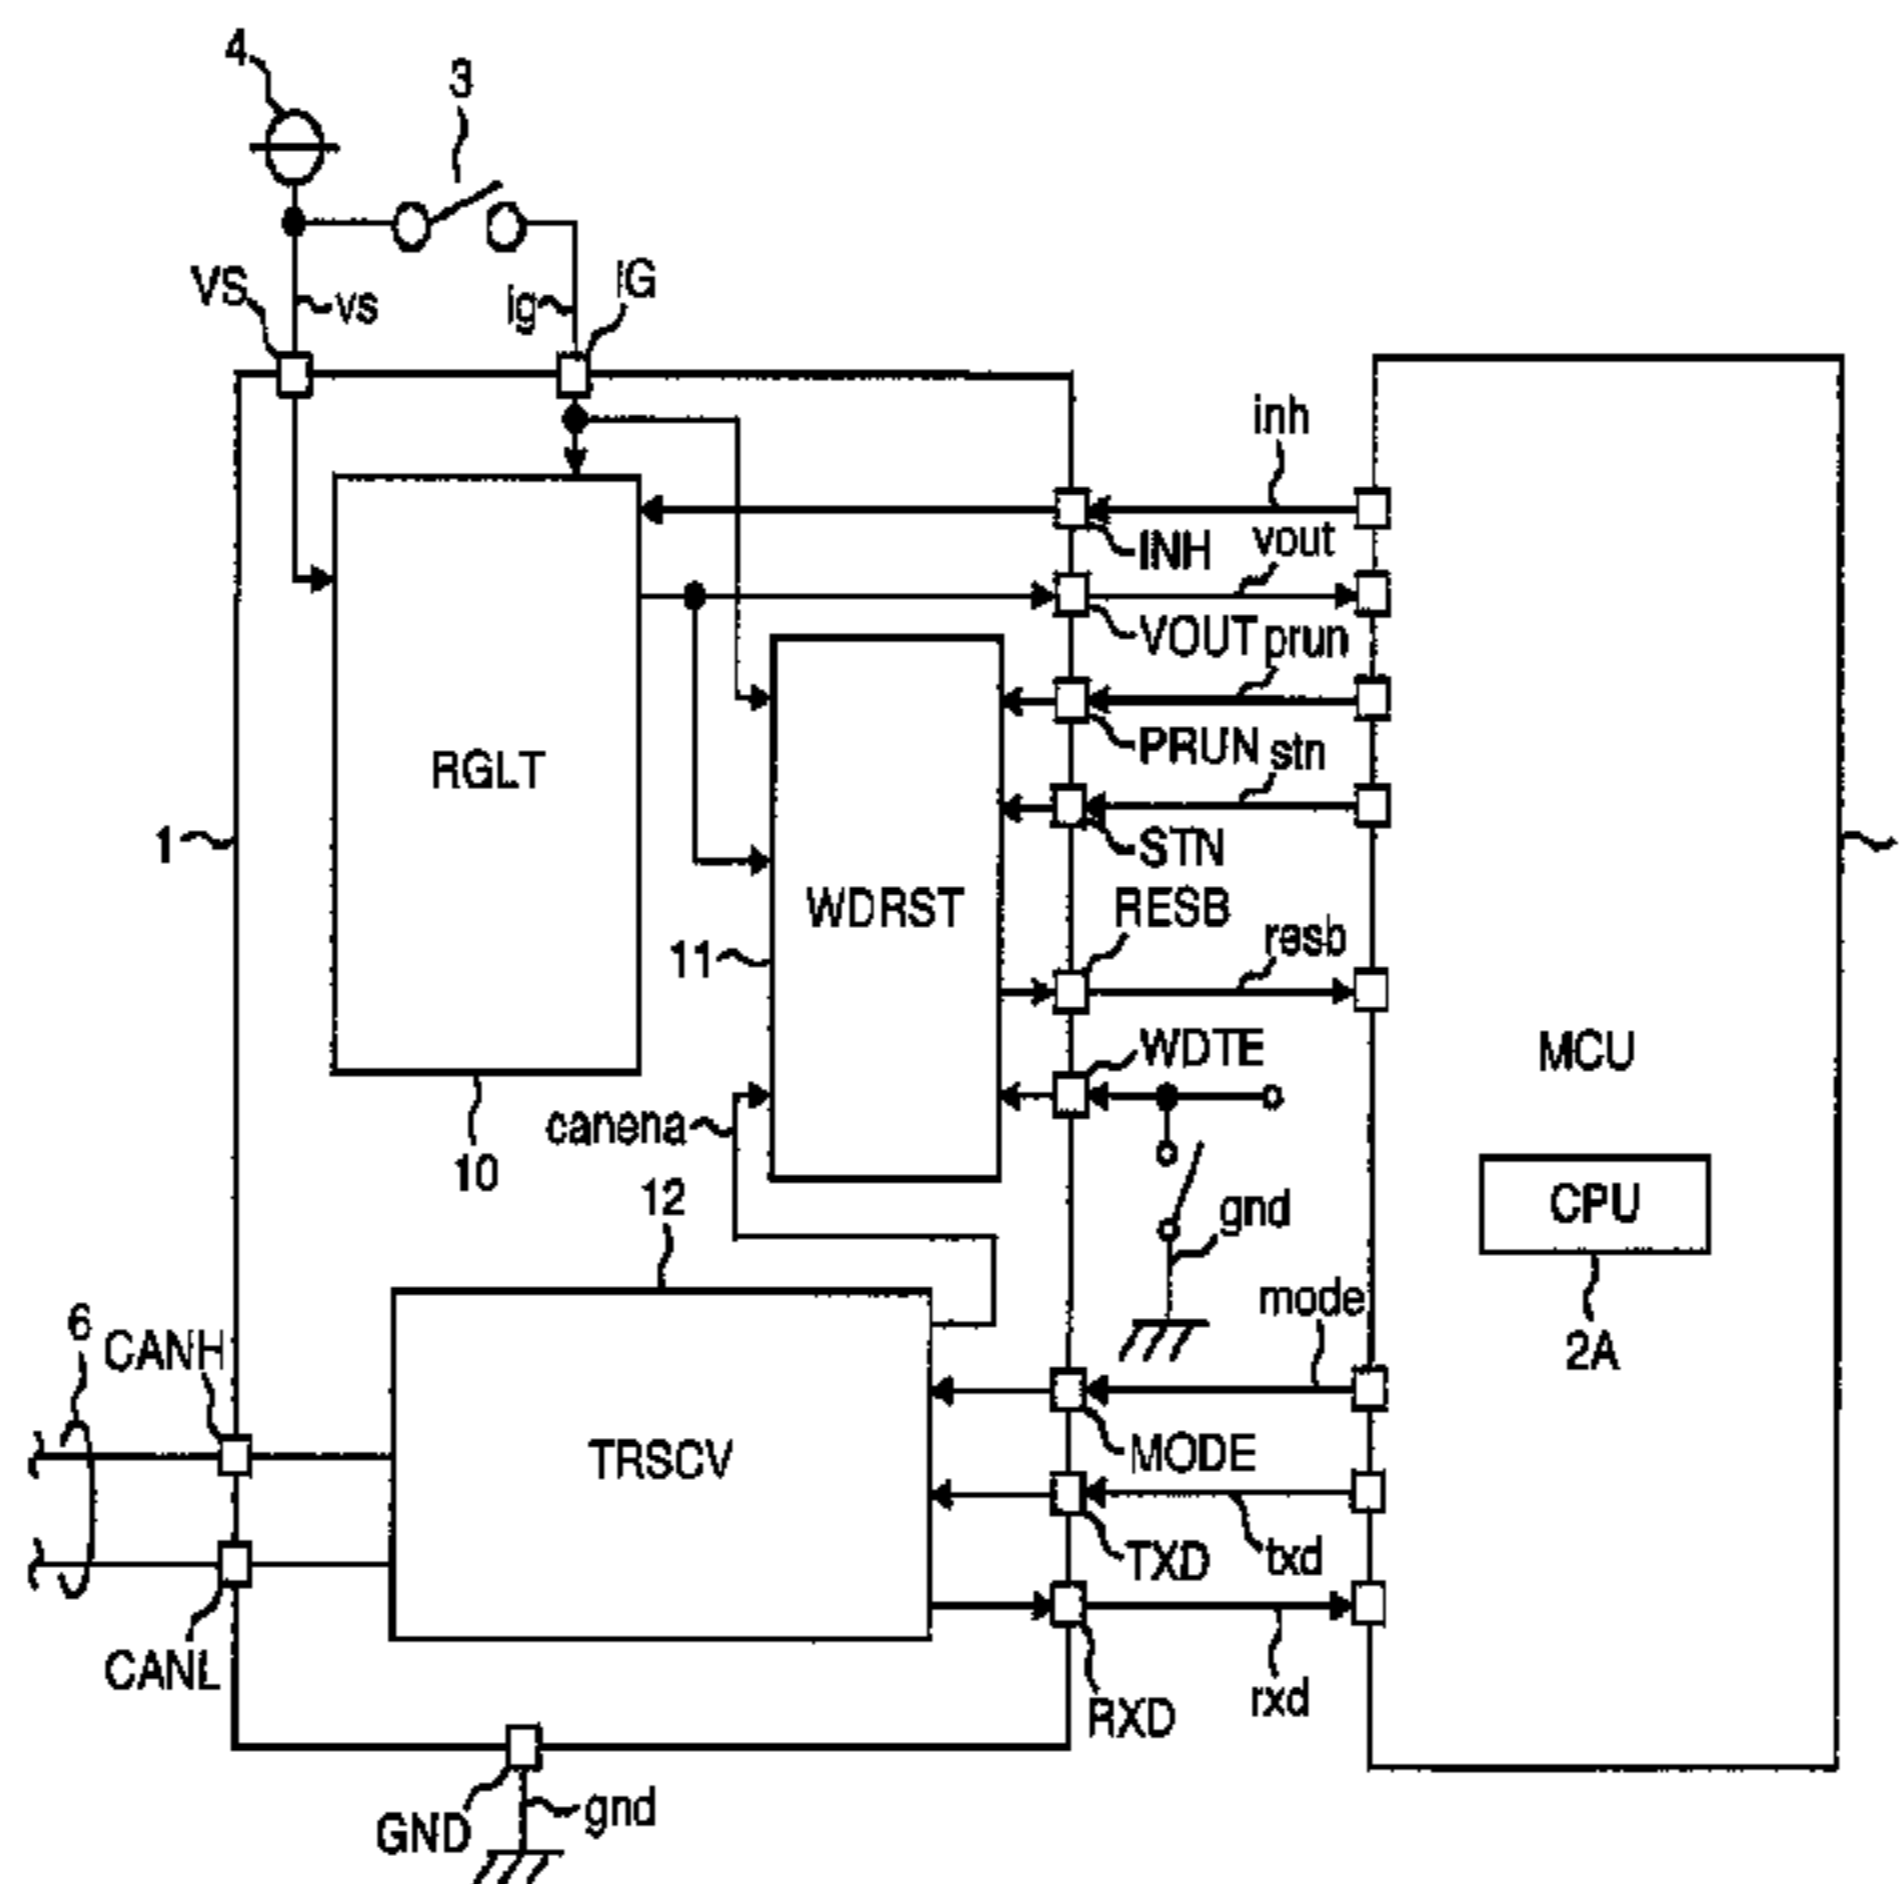 4
3
VS
vs
ig
IG
inh
INH
vout
VOUT
prun
RGLT
PRUN
stn
1
STN
WDRST
RESB
11
resb
WDTE
MCU
canena
10
12
gnd
CPU
mode
2A
6
CANH
TRSCV
MODE
TXD
txd
CANL
RXD
rxd
GND
gnd